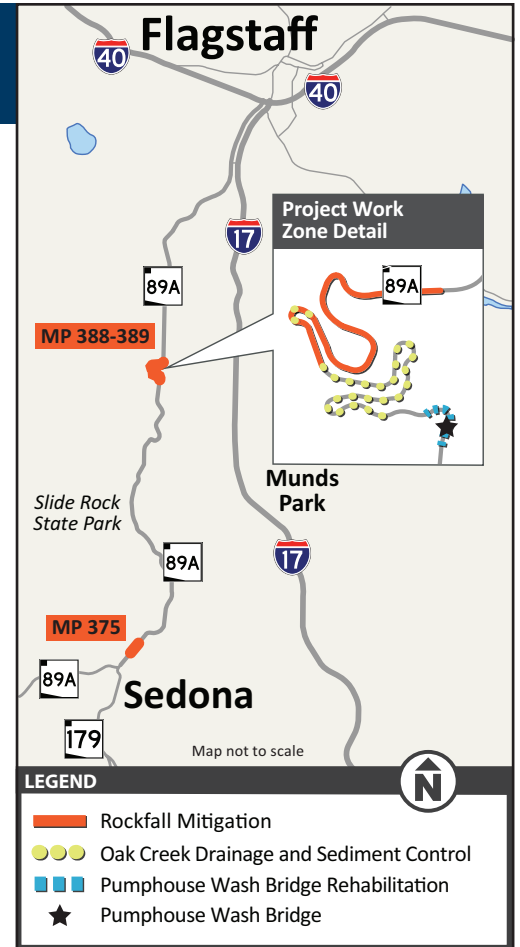 Flagstaff
40
40
17
Project Work
Zone Detail
89A
89A
MP 388-389
Munds
Park
Slide Rock
State Park
17
89A
MP 375
89A
Sedona
179
Map not to scale
LEGEND
N
Rockfall Mitigation
Oak Creek Drainage and Sediment Control
Pumphouse Wash Bridge Rehabilitation
Pumphouse Wash Bridge